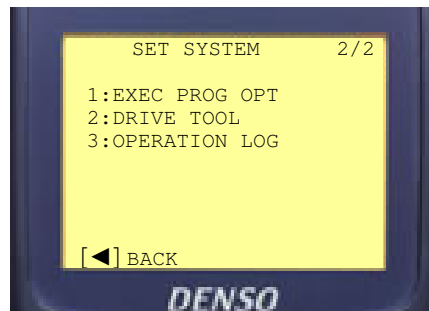 SET SYSTEM 2/2
1:EXEC PROG OPT
2:DRIVE TOOL
3:OPERATION LOG
[◀]BACK
DENSO